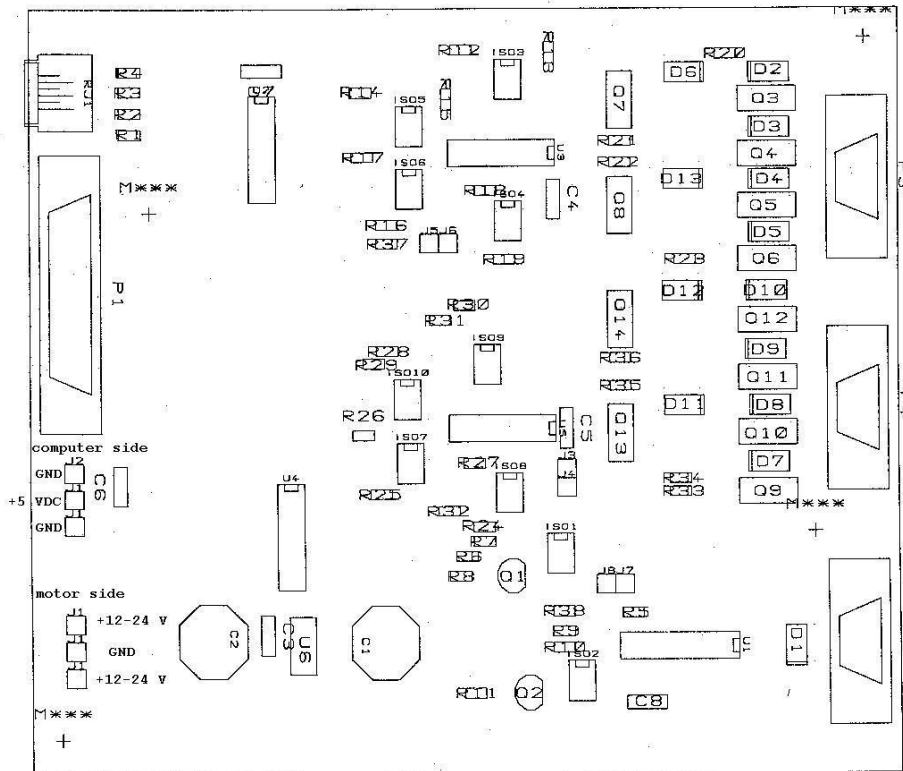 M***
R12
ISO3
R13
R20
R4
D6
D2
RJ1
R3
R14
ISO5
R15
Q7
Q3
R2
D3
R1
R21
U3
Q4
R17
ISO6
R22
M***
R18
ISO4
C4
Q8
D13
D4
Q5
R16
J5
J6
D5
R37
R19
R23
Q6
P1
D12
D10
R30
R31
Q14
Q12
R28
ISO9
R36
D9
R29
ISO10
R35
Q11
R26
U5
C5
Q13
D11
D8
Q10
computer side
ISO7
J2
GND
C6
R27
J3
J4
ISO8
D7
U4
R34
R33
Q9
+5 VDC
R25
M***
GND
R32
R24
ISO1
R7
R6
R8
Q1
J8
J7
motor side
J1
+12-24 V
R38
R5
GND
C2
C3
U6
C1
R9
R10
U1
D1
ISO2
+12-24 V
R11
Q2
C8
M***